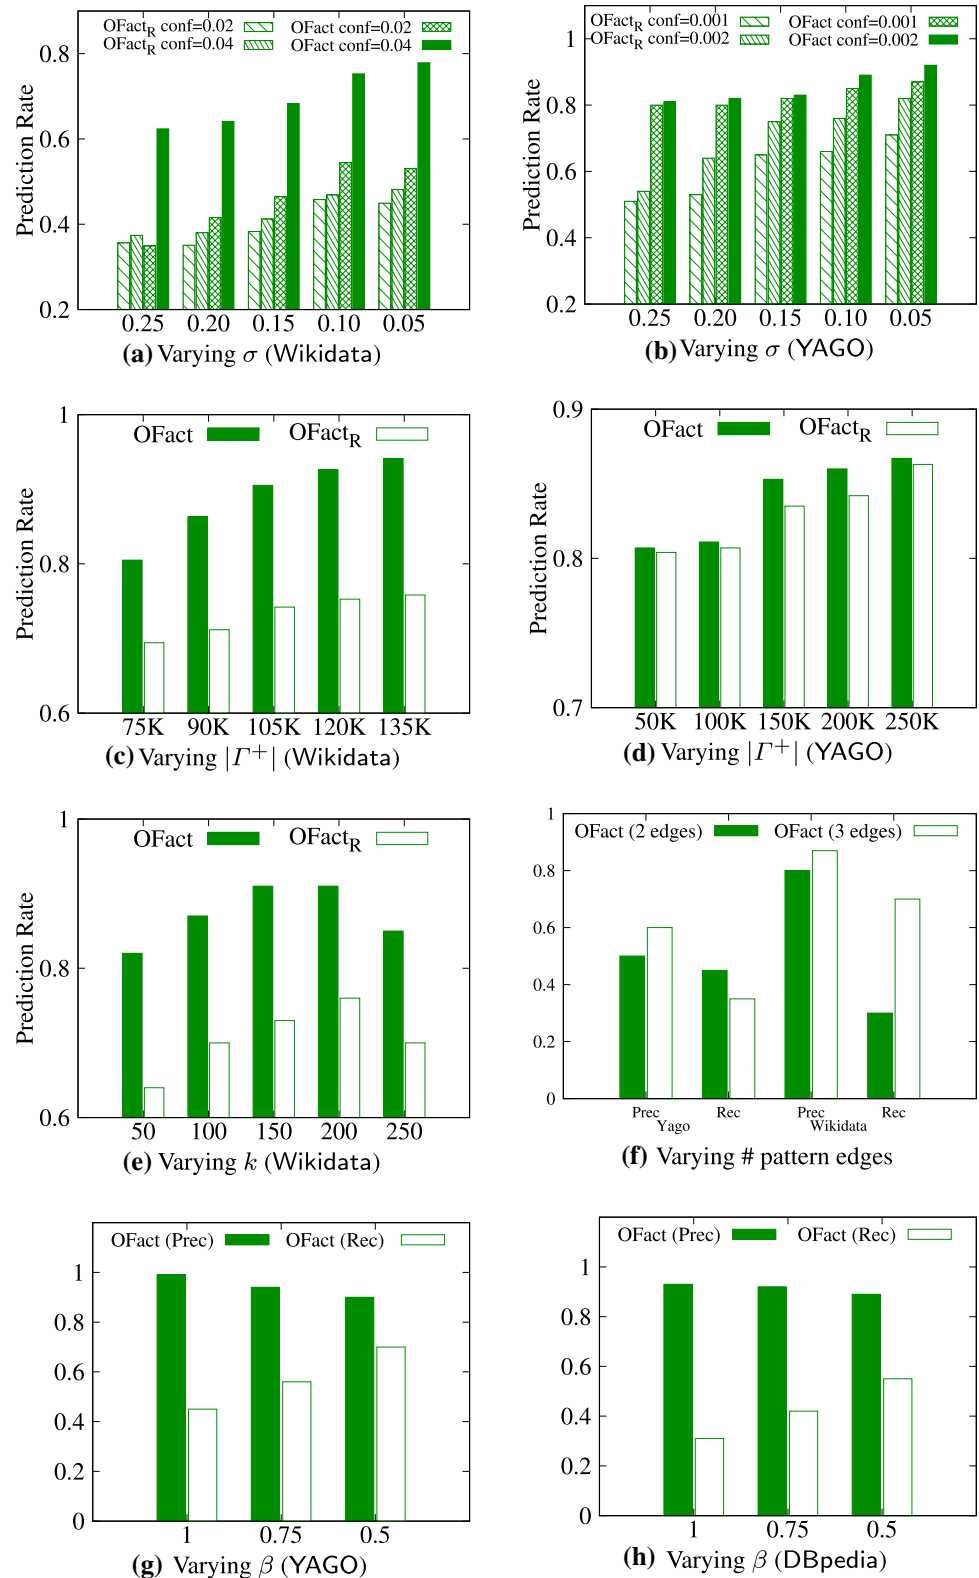 OFact_R conf=0.02 OFact conf=0.02
OFact_R conf=0.04 OFact conf=0.04
1
0.8
0.6
0.4
0.2
Prediction Rate
0.25 0.20 0.15 0.10 0.05
(a) Varying σ (Wikidata)
OFact_R conf=0.001 OFact conf=0.001
OFact_R conf=0.002 OFact conf=0.002
1
0.8
0.6
0.4
0.2
Prediction Rate
0.25 0.20 0.15 0.10 0.05
(b) Varying σ (YAGO)
OFact OFact_R
1
0.8
0.6
Prediction Rate
75K 90K 105K 120K 135K
(c) Varying |Γ⁺| (Wikidata)
OFact OFact_R
0.9
0.8
0.7
Prediction Rate
50K 100K 150K 200K 250K
(d) Varying |Γ⁺| (YAGO)
OFact OFact_R
1
0.8
0.6
Prediction Rate
50 100 150 200 250
(e) Varying k (Wikidata)
OFact (2 edges) OFact (3 edges)
1
0.8
0.6
0.4
0.2
0
Prec Rec Prec Rec
Yago Wikidata
(f) Varying # pattern edges
OFact (Prec) OFact (Rec)
1
0.8
0.6
0.4
0.2
0
1 0.75 0.5
(g) Varying β (YAGO)
OFact (Prec) OFact (Rec)
1
0.8
0.6
0.4
0.2
0
1 0.75 0.5
(h) Varying β (DBpedia)